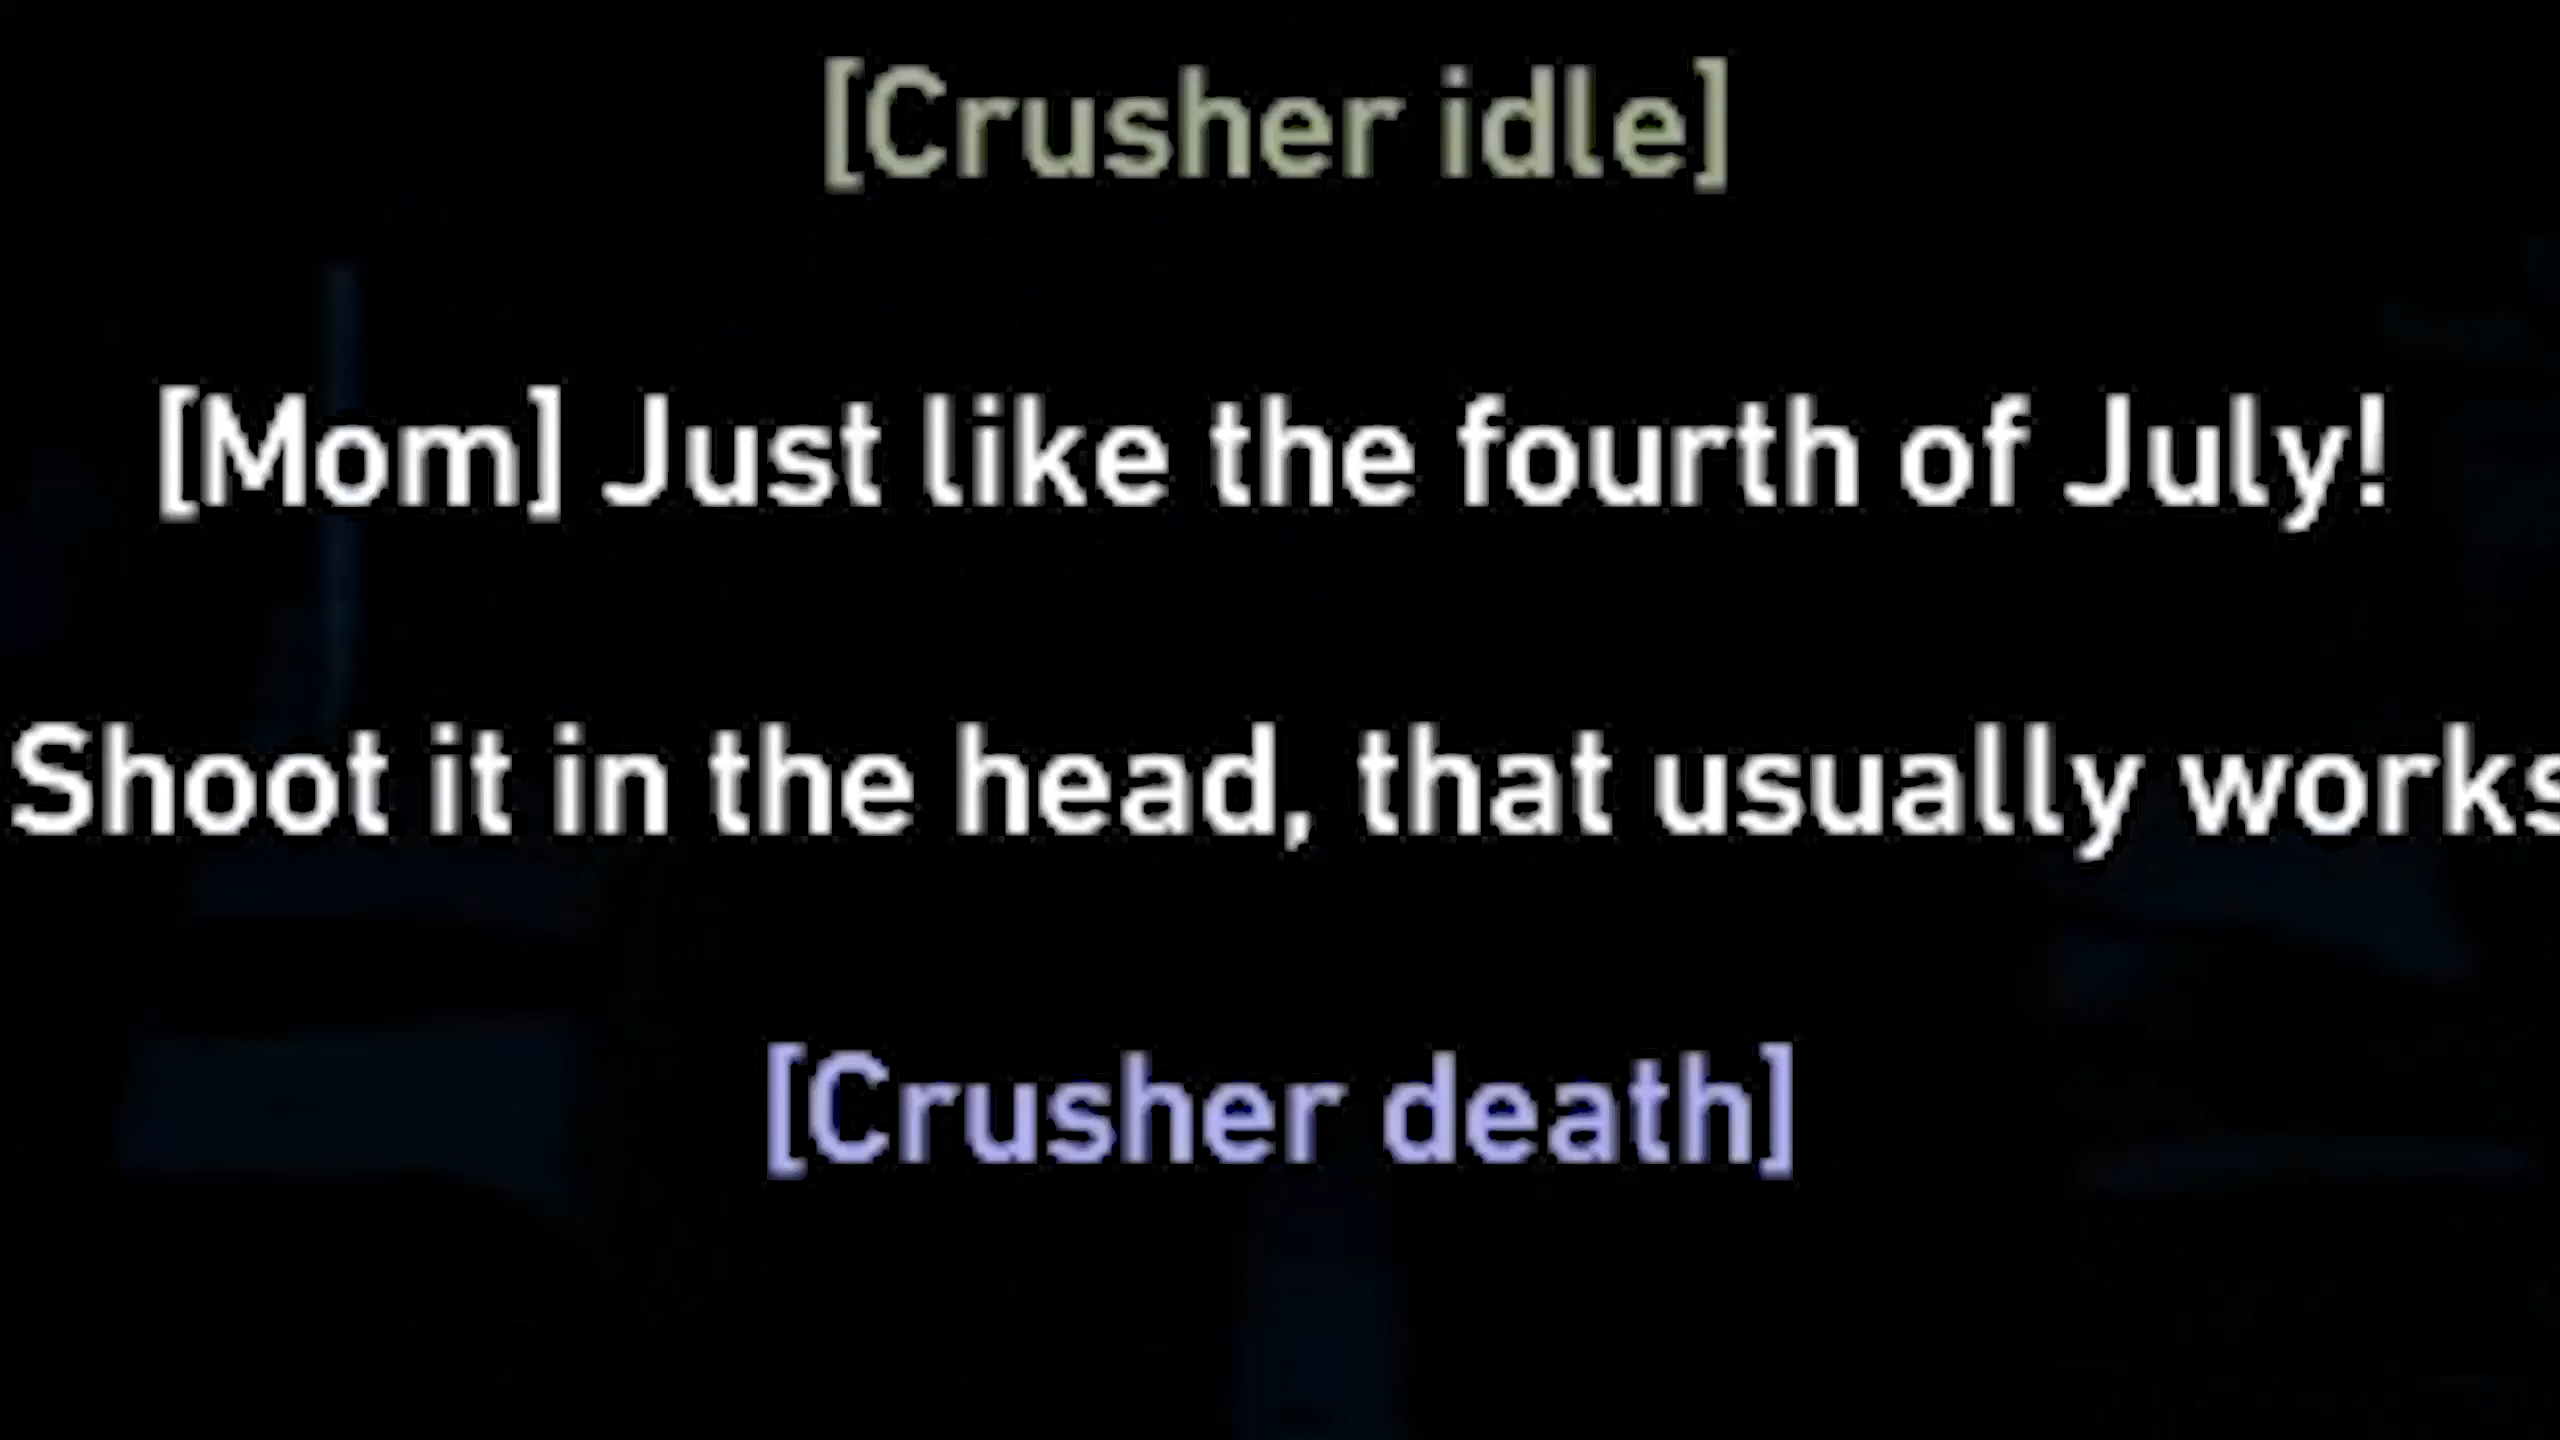 [Crusher idle]
[Mom] Just like the fourth of July!
Shoot it in the head, that usually works
[Crusher death]